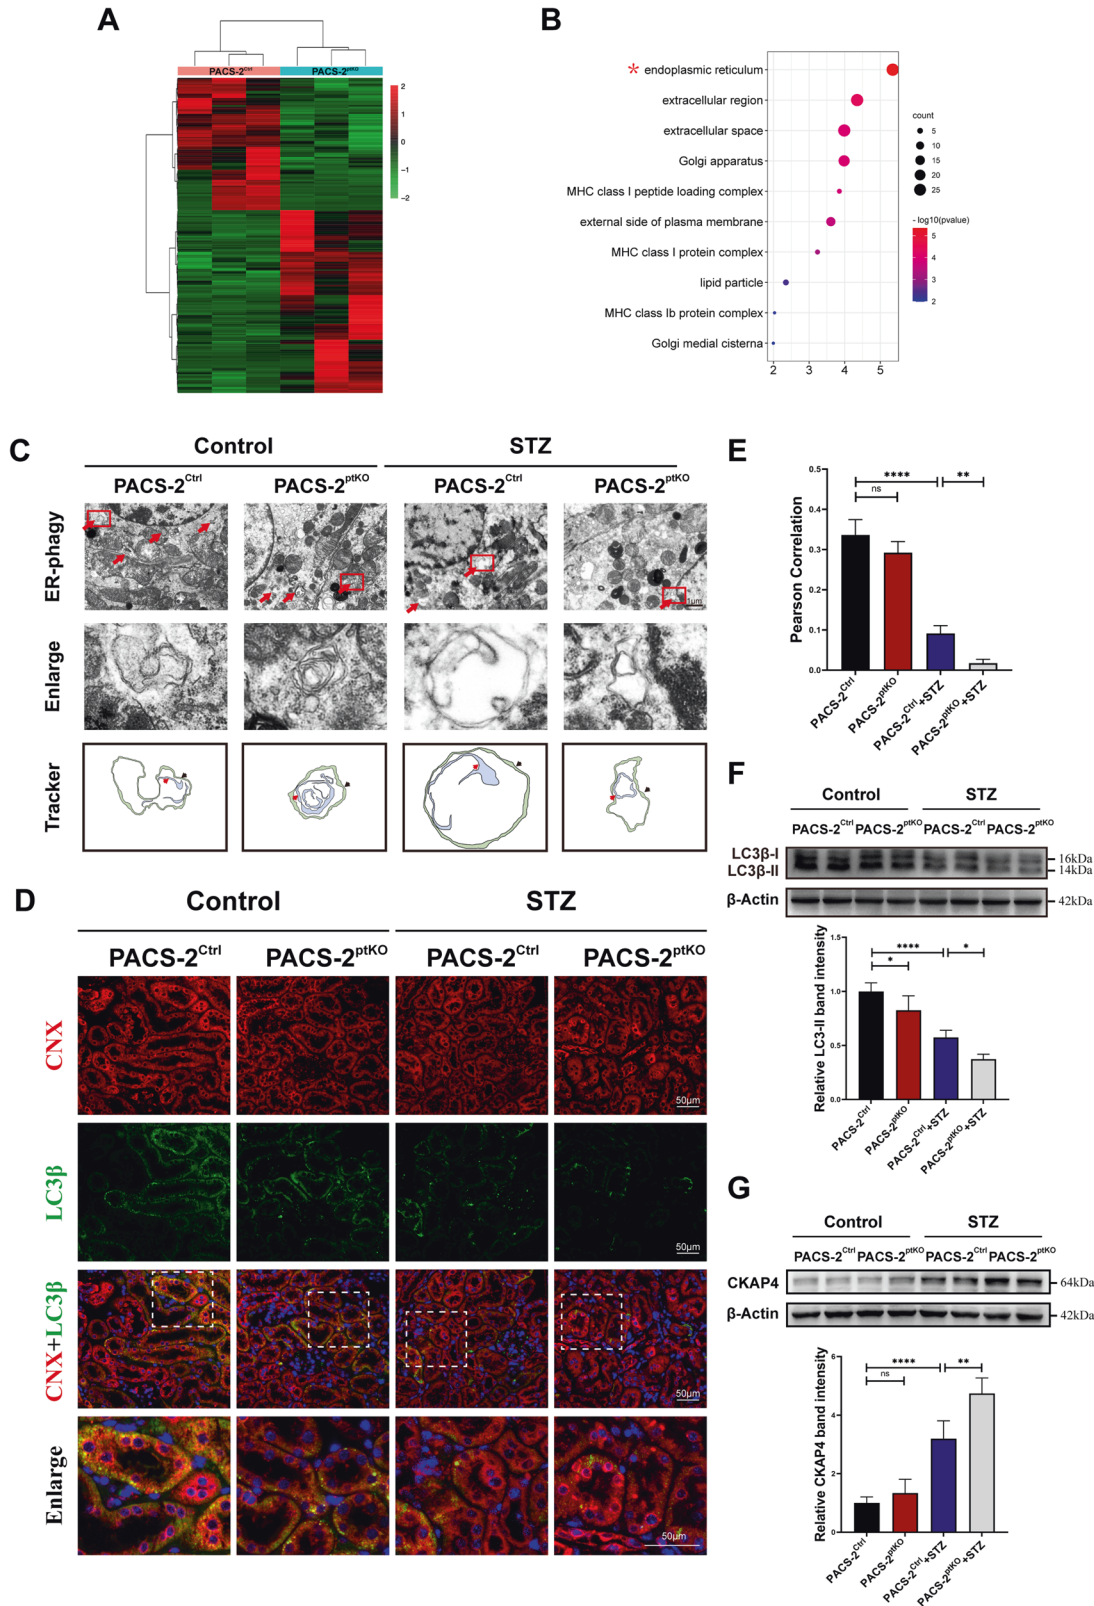 A
PACS-2Ctrl PACS-2ptKO
2
1
0
−1
−2
B
* endoplasmic reticulum
extracellular region
extracellular space
Golgi apparatus
MHC class I peptide loading complex
external side of plasma membrane
MHC class I protein complex
lipid particle
MHC class Ib protein complex
Golgi medial cisterna
2 3 4 5
count
5
10
15
20
25
- log10(pvalue)
5
4
3
2
C
Control STZ
PACS-2Ctrl PACS-2ptKO PACS-2Ctrl PACS-2ptKO
ER-phagy
1μm
Enlarge
Tracker
D
Control STZ
PACS-2Ctrl PACS-2ptKO PACS-2Ctrl PACS-2ptKO
CNX
50μm
LC3β
50μm
CNX+LC3β
50μm
Enlarge
50μm
E
Pearson Correlation
0.5
0.3
0.1
0.0
**** **
ns
PACS-2Ctrl
PACS-2ptKO
PACS-2Ctrl+STZ
PACS-2ptKO+STZ
F
Control STZ
PACS-2Ctrl PACS-2ptKO PACS-2Ctrl PACS-2ptKO
LC3β-I
16kDa
LC3β-II
14kDa
β-Actin
42kDa
Relative LC3-II band intensity
1.5
1.0
0.5
0.0
**** *
*
PACS-2Ctrl
PACS-2ptKO
PACS-2Ctrl+STZ
PACS-2ptKO+STZ
G
Control STZ
PACS-2Ctrl PACS-2ptKO PACS-2Ctrl PACS-2ptKO
CKAP4
64kDa
β-Actin
42kDa
Relative CKAP4 band intensity
6
4
2
0
**** **
ns
PACS-2Ctrl
PACS-2ptKO
PACS-2Ctrl+STZ
PACS-2ptKO+STZ